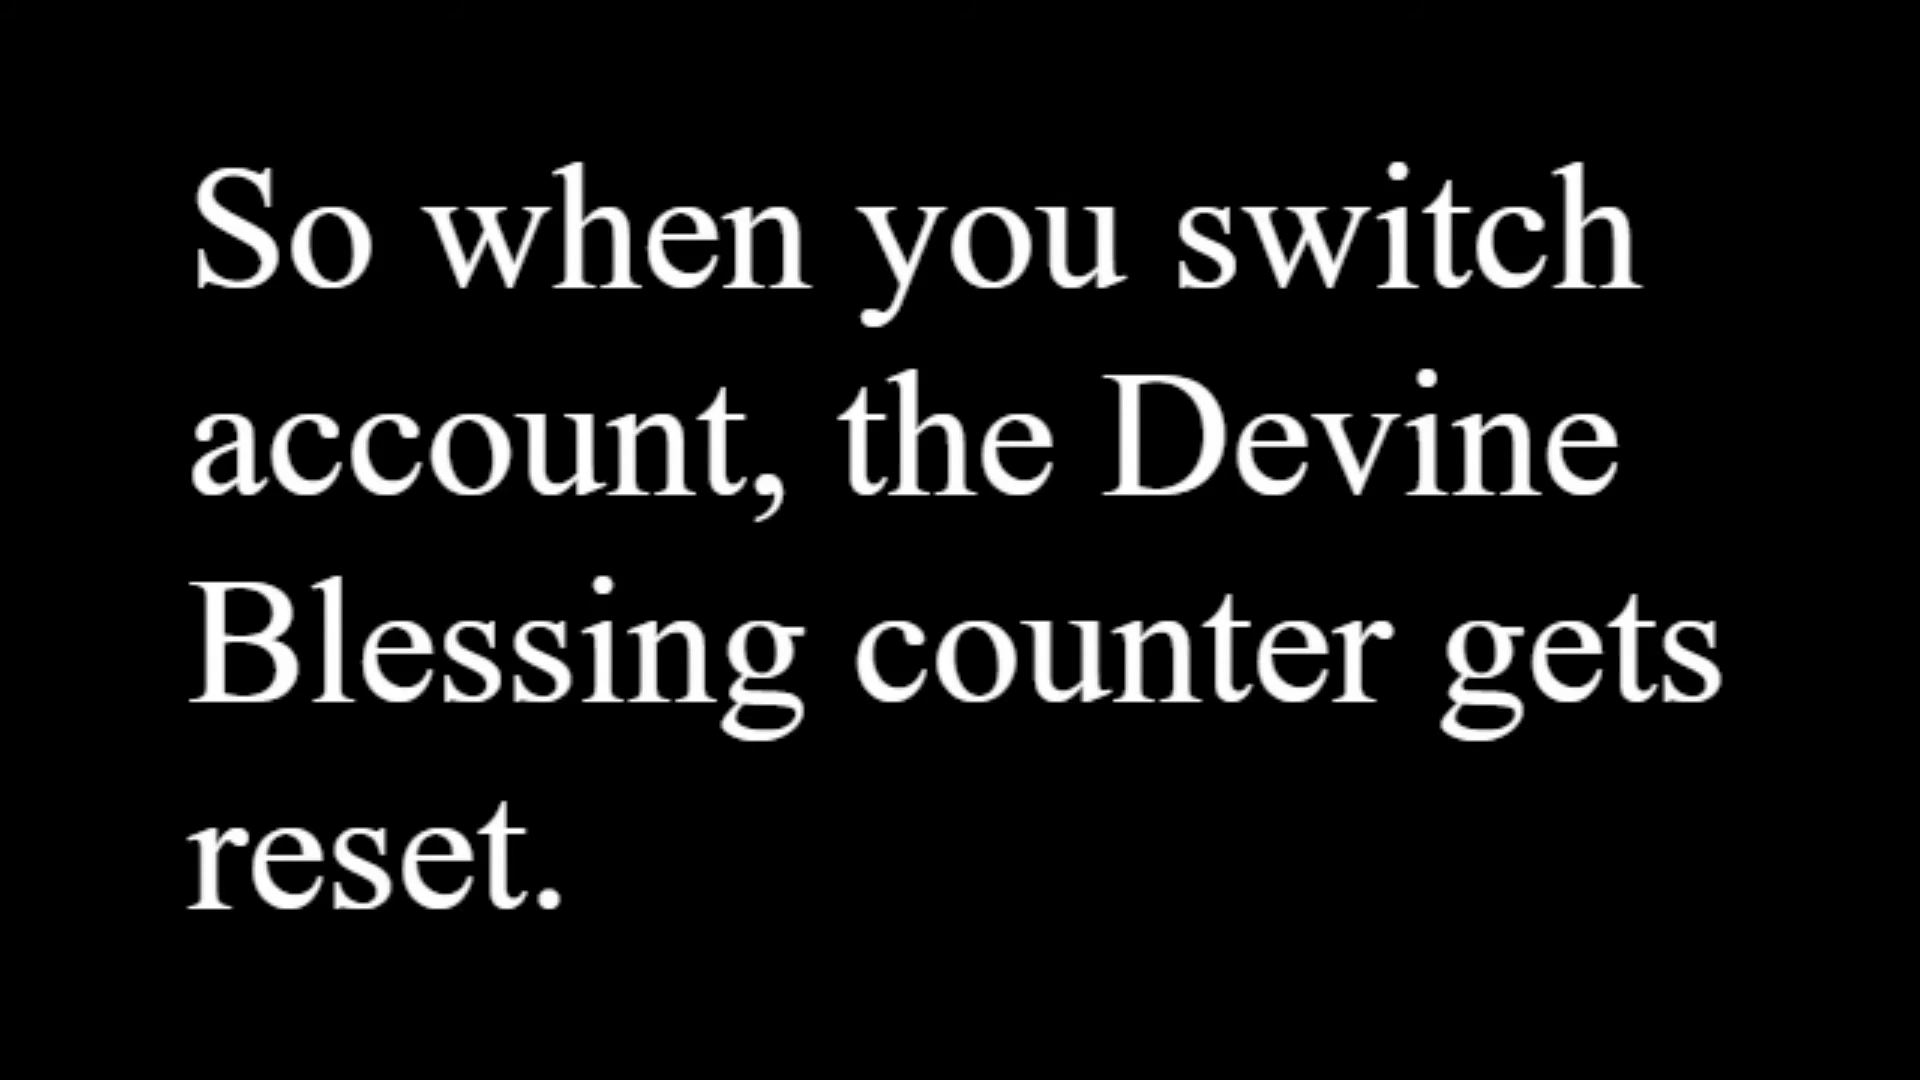 So when you switch
account, the Devine
Blessing counter gets
reset.